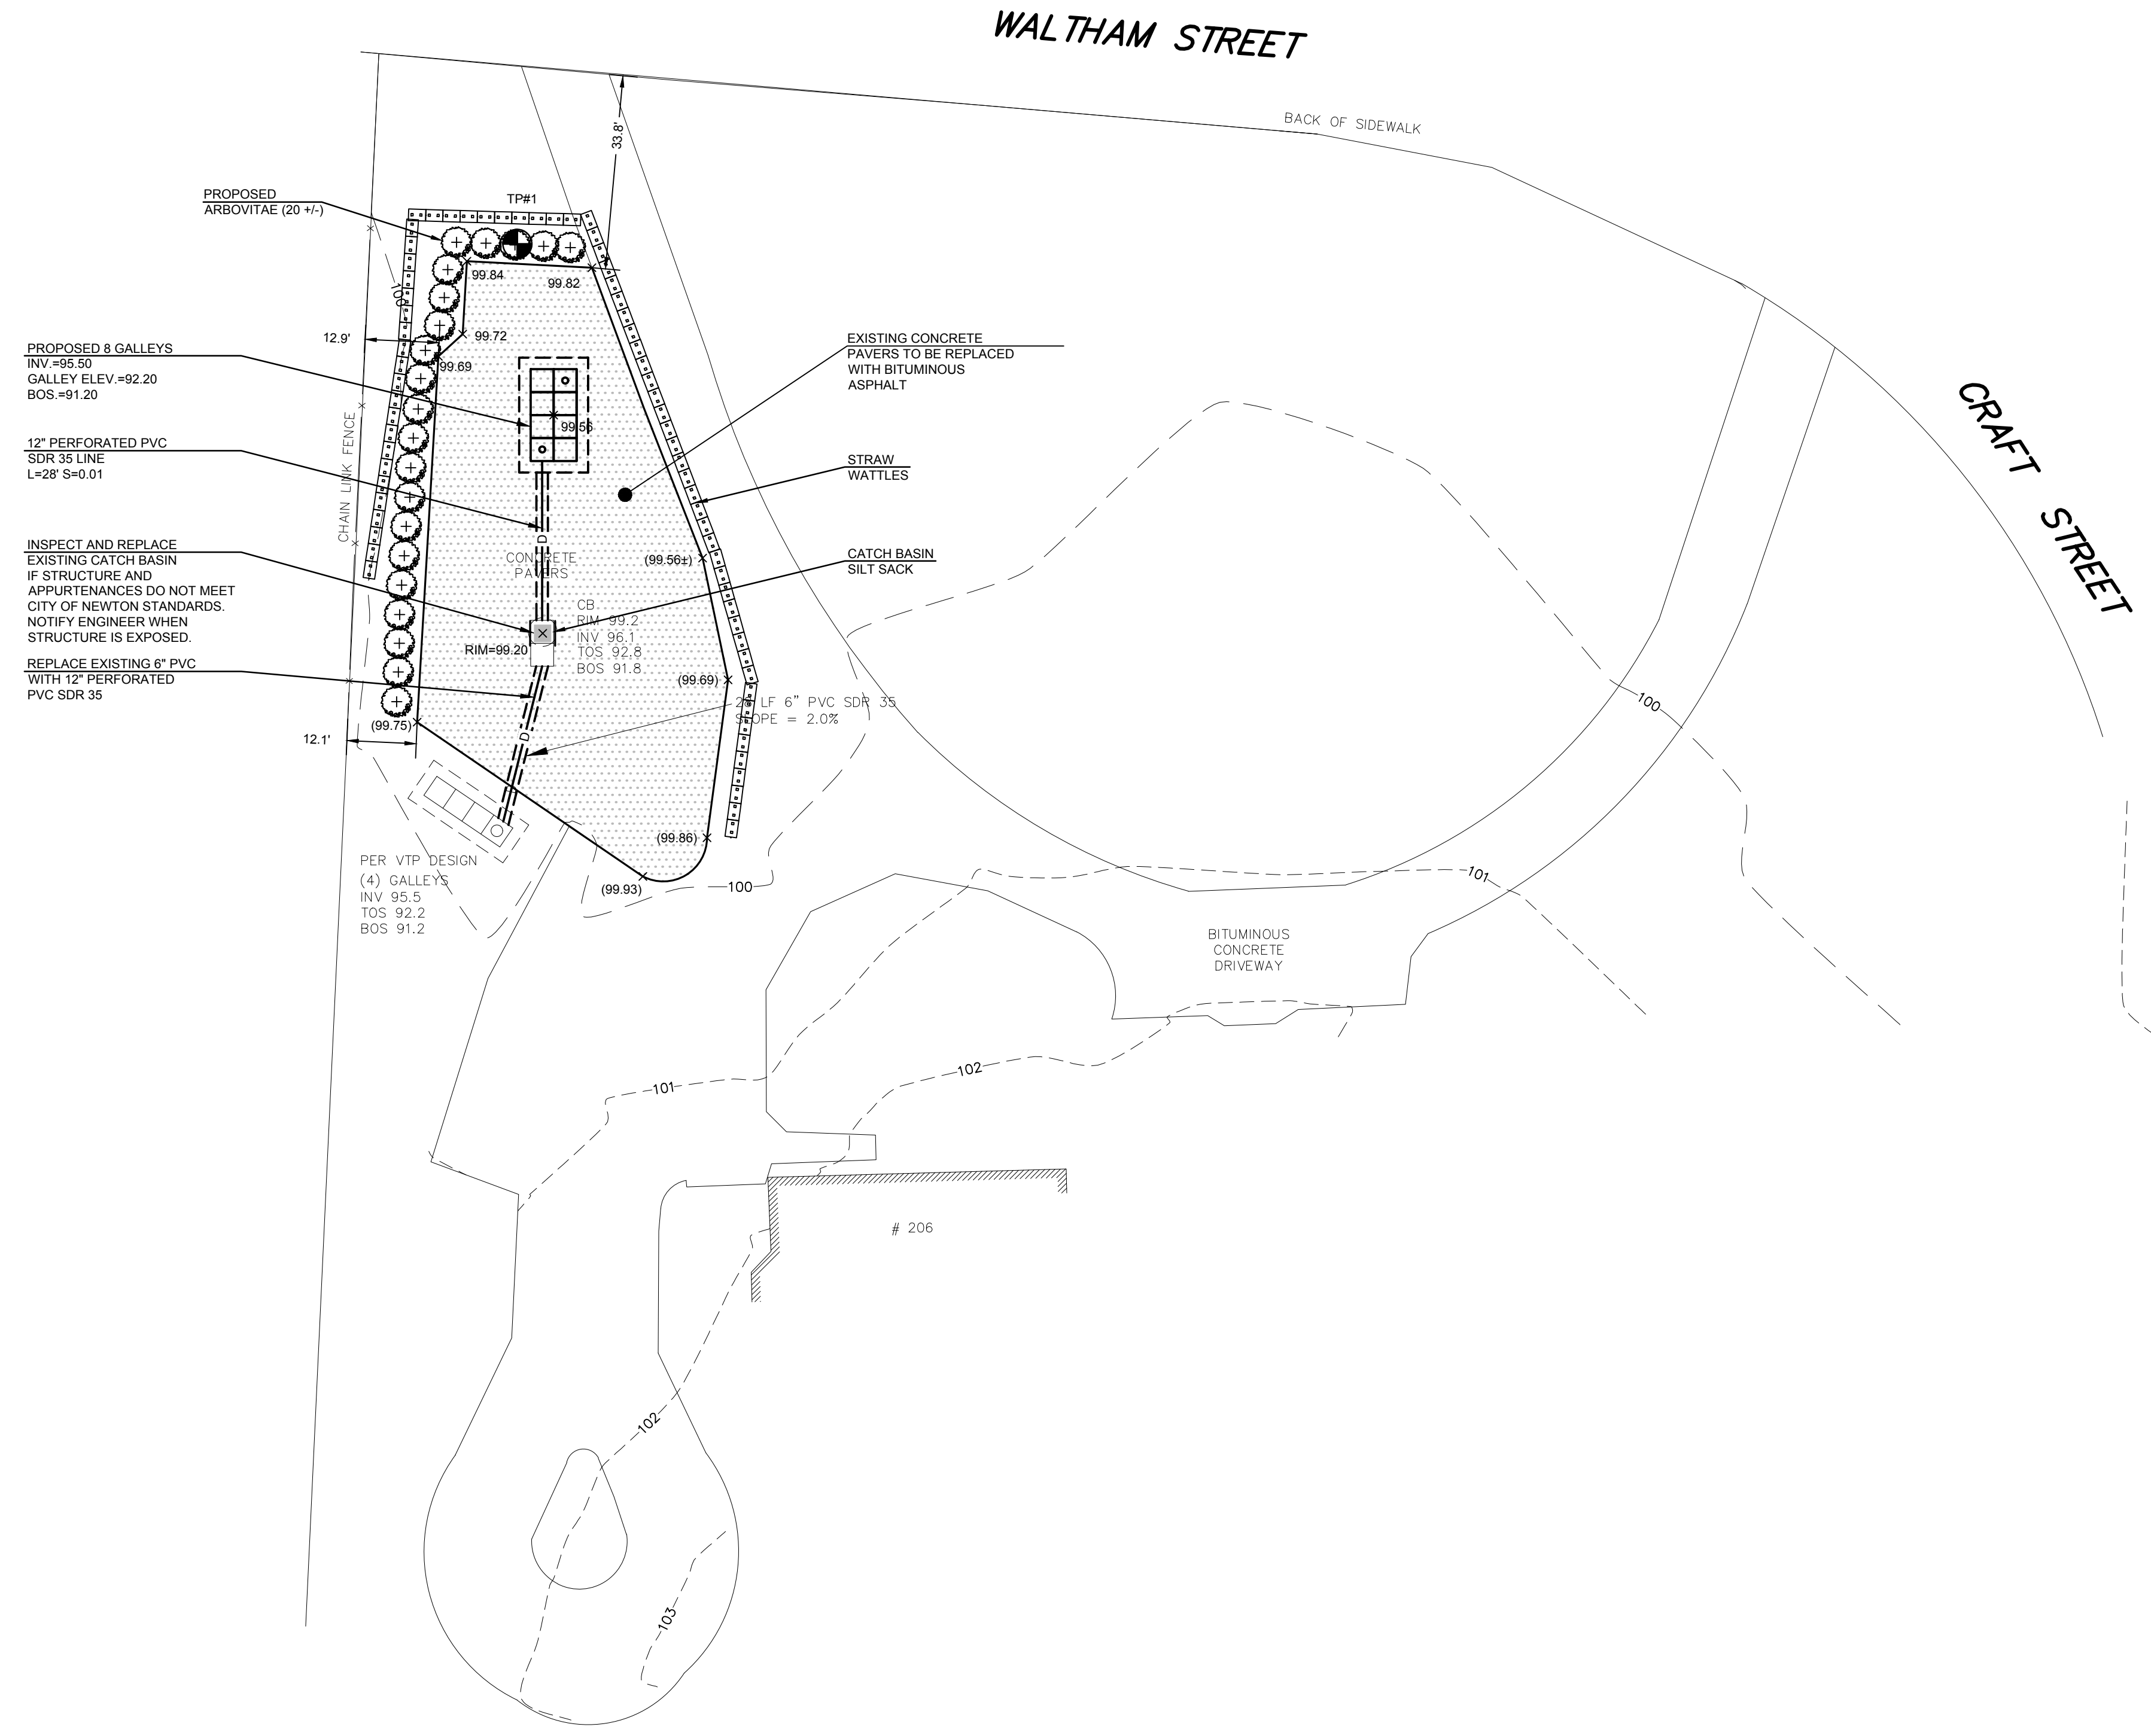 WALTHAM STREET
BACK OF SIDEWALK
33.8'
PROPOSED
ARBOVITAE (20 +/-)
TP#1
99.84
99.82
100
12.9'
99.72
99.69
PROPOSED 8 GALLEYS
INV.=95.50
GALLEY ELEV.=92.20
BOS.=91.20
EXISTING CONCRETE
PAVERS TO BE REPLACED
WITH BITUMINOUS
ASPHALT
CRAFT STREET
99.56
CHAIN LINK FENCE
12" PERFORATED PVC
SDR 35 LINE
L=28' S=0.01
STRAW
WATTLES
D
CONCRETE
PAVERS
(99.56±)
INSPECT AND REPLACE
EXISTING CATCH BASIN
IF STRUCTURE AND
APPURTENANCES DO NOT MEET
CITY OF NEWTON STANDARDS.
NOTIFY ENGINEER WHEN
STRUCTURE IS EXPOSED.
CATCH BASIN
SILT SACK
CB
RIM 99.2
INV 96.1
TOS 92.8
BOS 91.8
RIM=99.20
REPLACE EXISTING 6" PVC
WITH 12" PERFORATED
PVC SDR 35
(99.69)
LF 6" PVC SDR 35
SLOPE = 2.0%
100
(99.75)
12.1'
D
(99.86)
(99.93)
100
101
PER VTP DESIGN
(4) GALLEYS
INV 95.5
TOS 92.2
BOS 91.2
BITUMINOUS
CONCRETE
DRIVEWAY
101
102
# 206
102
103